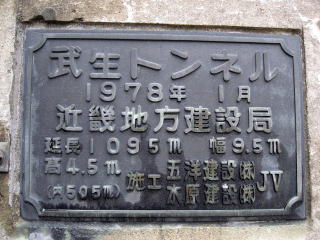 武生トンネル
1978年 1月
近畿地方建設局
延長1095m 幅9.5m
高4.5m 施工 五洋建設㈱ JV
(内505m) 木原建設㈱